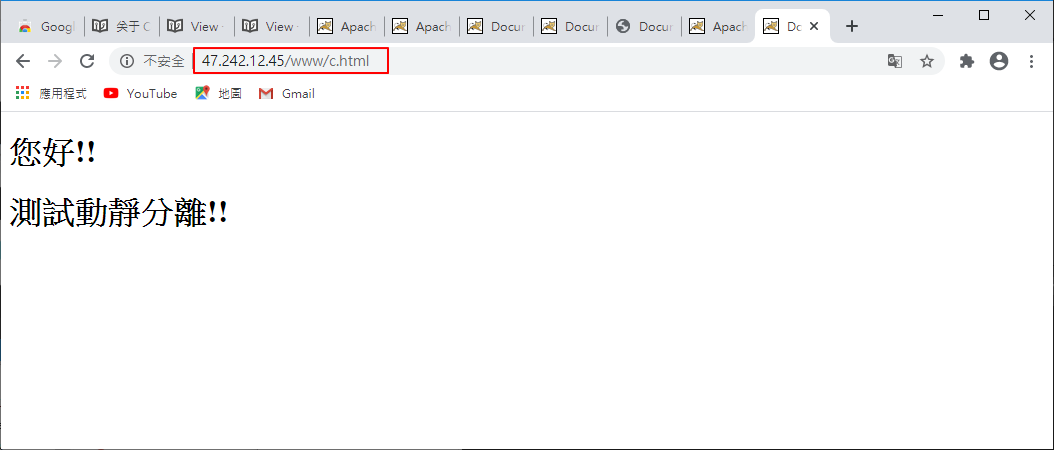 Googl 关于 C View View Apach Apach Docur Docur Docur Apach Do
不安全 47.242.12.45/www/c.html
應用程式 YouTube 地圖 Gmail
您好!!
測試動靜分離!!